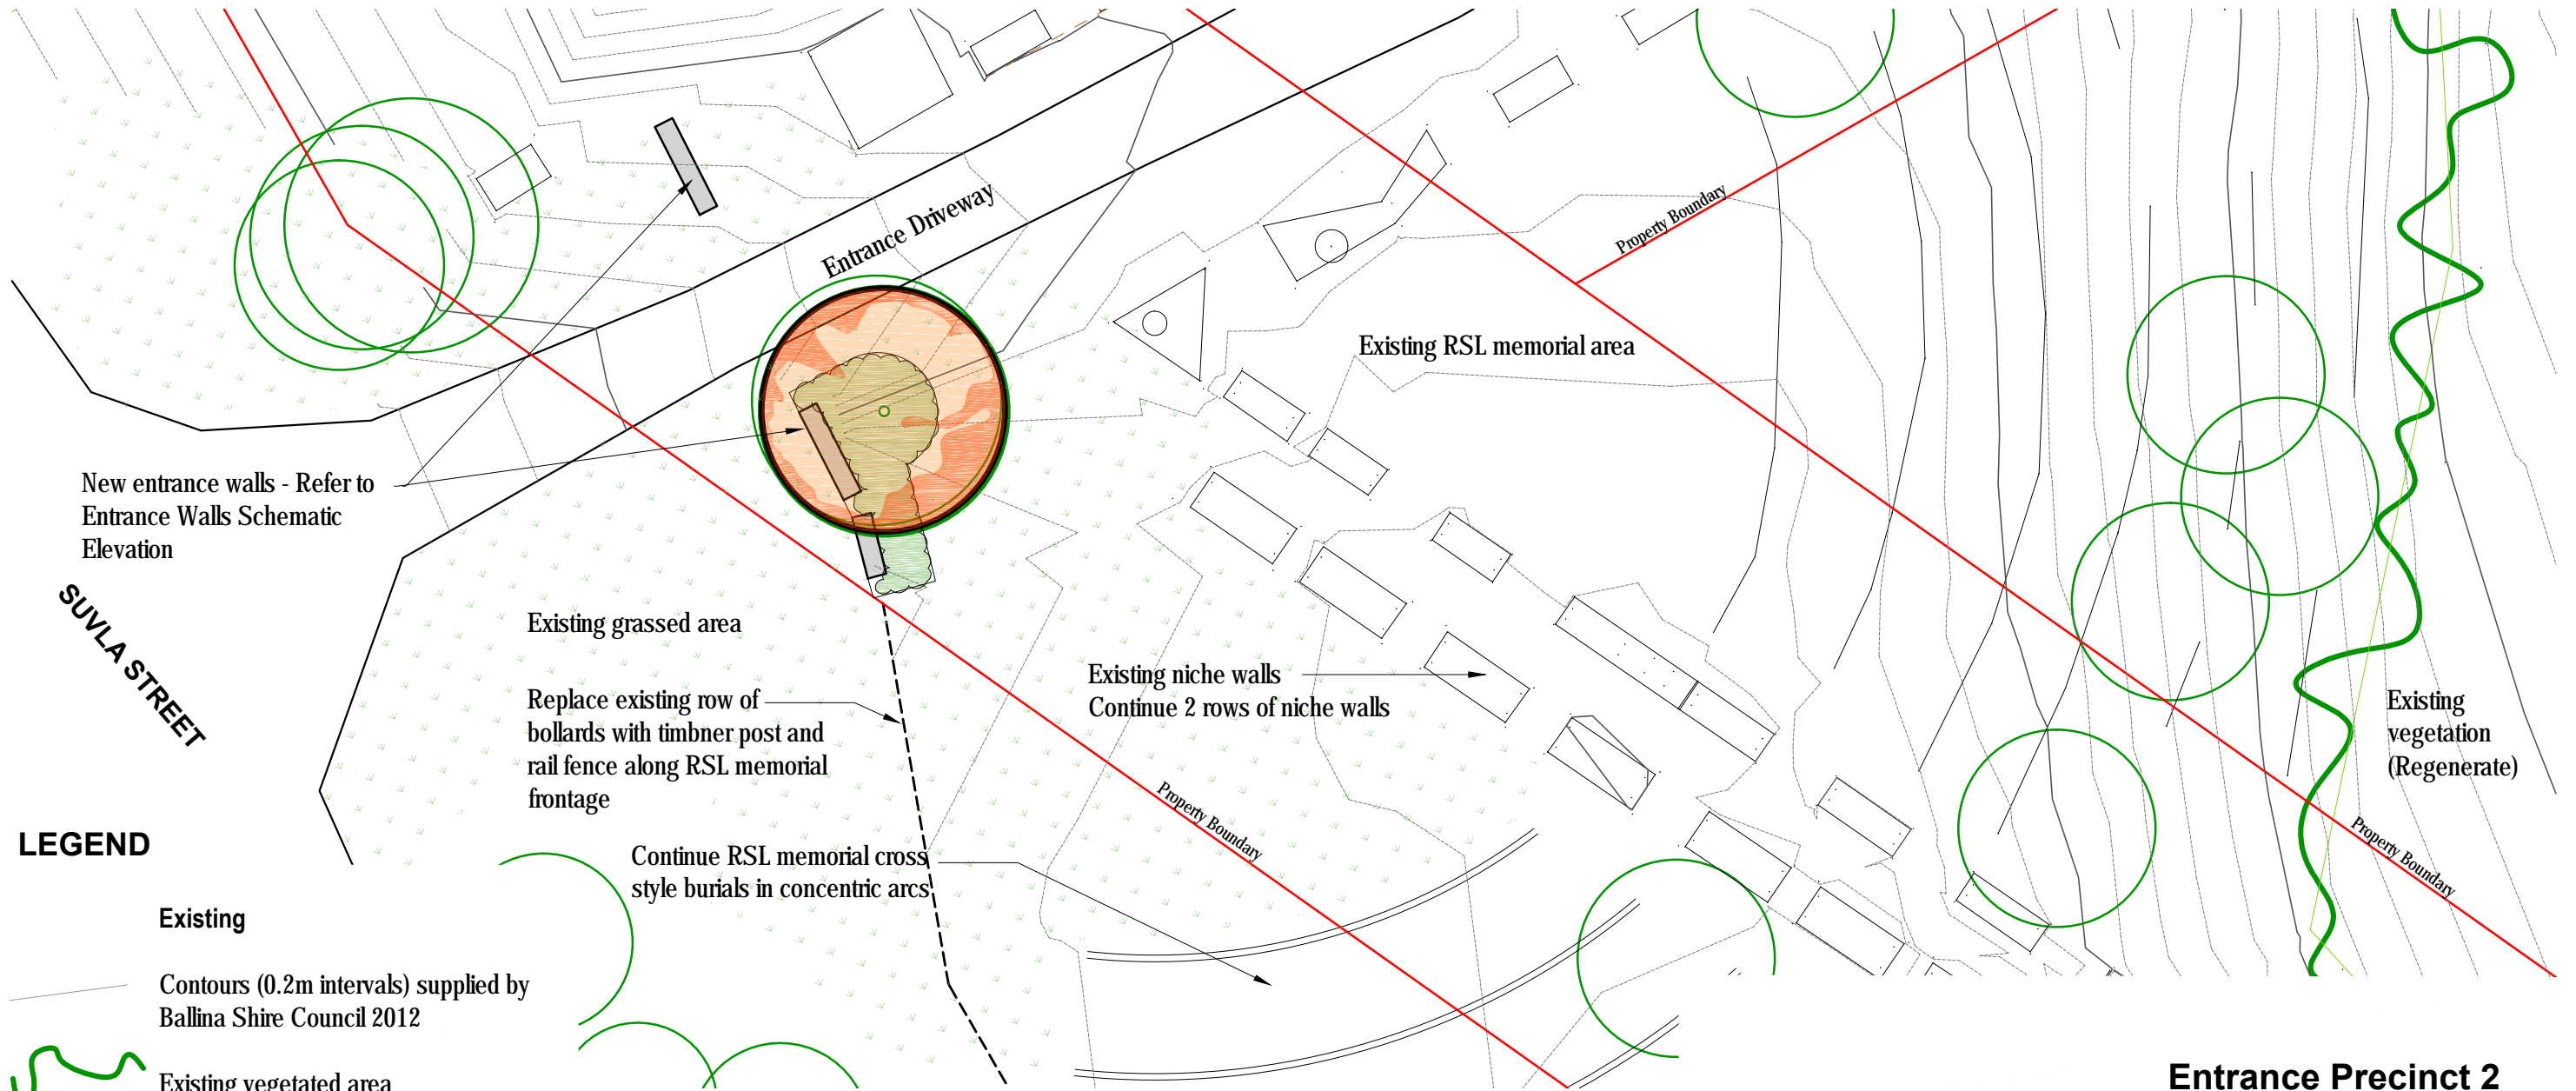 Entrance Driveway
Property Boundary
Existing RSL memorial area
New entrance walls - Refer to
Entrance Walls Schematic
Elevation
SUVLA STREET
Existing grassed area
Replace existing row of
bollards with timbner post and
rail fence along RSL memorial
frontage
Existing niche walls
Continue 2 rows of niche walls
Existing
vegetation
(Regenerate)
Property Boundary
Property Boundary
Continue RSL memorial cross
style burials in concentric arcs
LEGEND
Existing
Contours (0.2m intervals) supplied by
Ballina Shire Council 2012
Existing vegetated area
Entrance Precinct 2